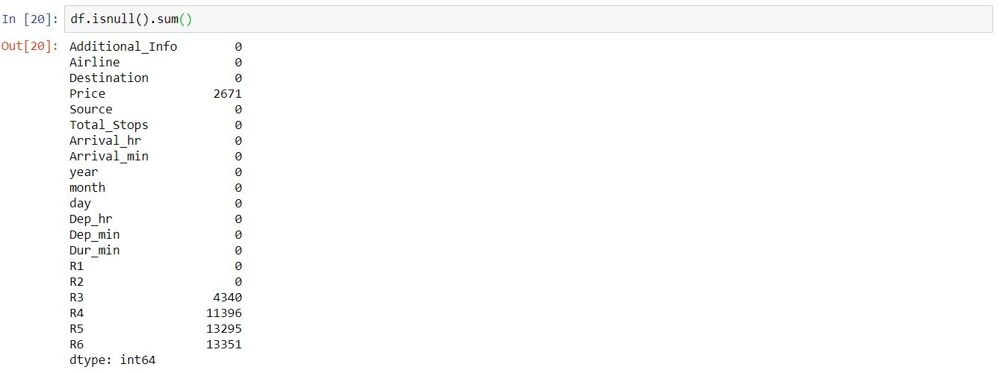 In [20]: df.isnull().sum()
Out[20]: Additional_Info 0
Airline 0
Destination 0
Price 2671
Source 0
Total_Stops 0
Arrival_hr 0
Arrival_min 0
year 0
month 0
day 0
Dep_hr 0
Dep_min 0
Dur_min 0
R1 0
R2 0
R3 4340
R4 11396
R5 13295
R6 13351
dtype: int64